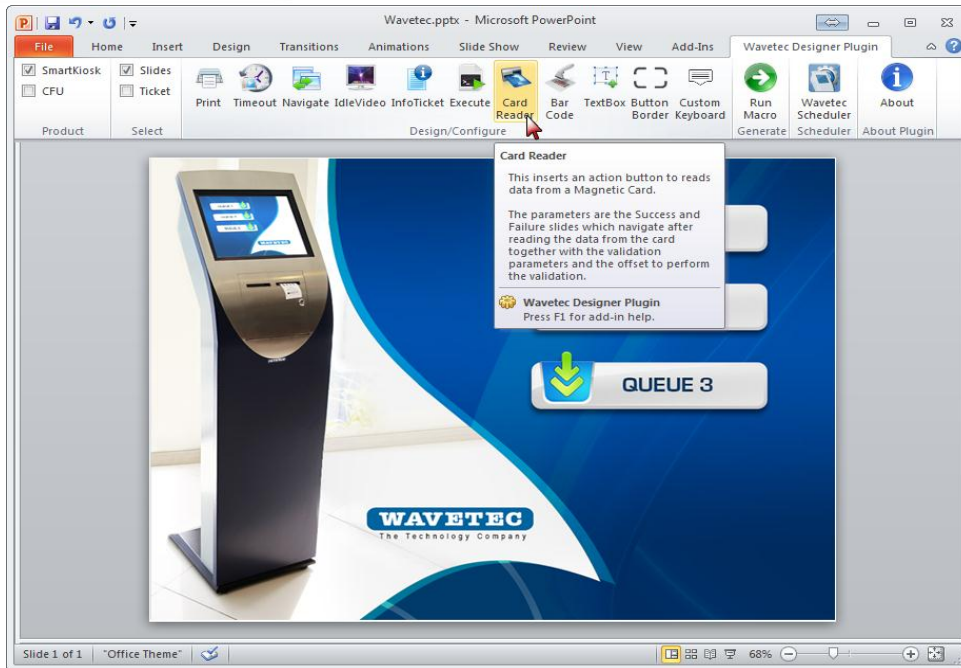 Wavetec.pptx - Microsoft PowerPoint
File Home Insert Design Transitions Animations Slide Show Review View Add-Ins Wavetec Designer Plugin
SmartKiosk Slides
CFU Ticket
Print Timeout Navigate IdleVideo InfoTicket Execute Card Reader Bar Code TextBox Button Border Custom Keyboard Run Macro Wavetec Scheduler About
Product Select Design/Configure Generate Scheduler About Plugin
Card Reader
This inserts an action button to reads
data from a Magnetic Card.
The parameters are the Success and
Failure slides which navigate after
reading the data from the card
together with the validation
parameters and the offset to perform
the validation.
Wavetec Designer Plugin
Press F1 for add-in help.
QUEUE 3
WAVETEC
The Technology Company
Slide 1 of 1 "Office Theme" 68%